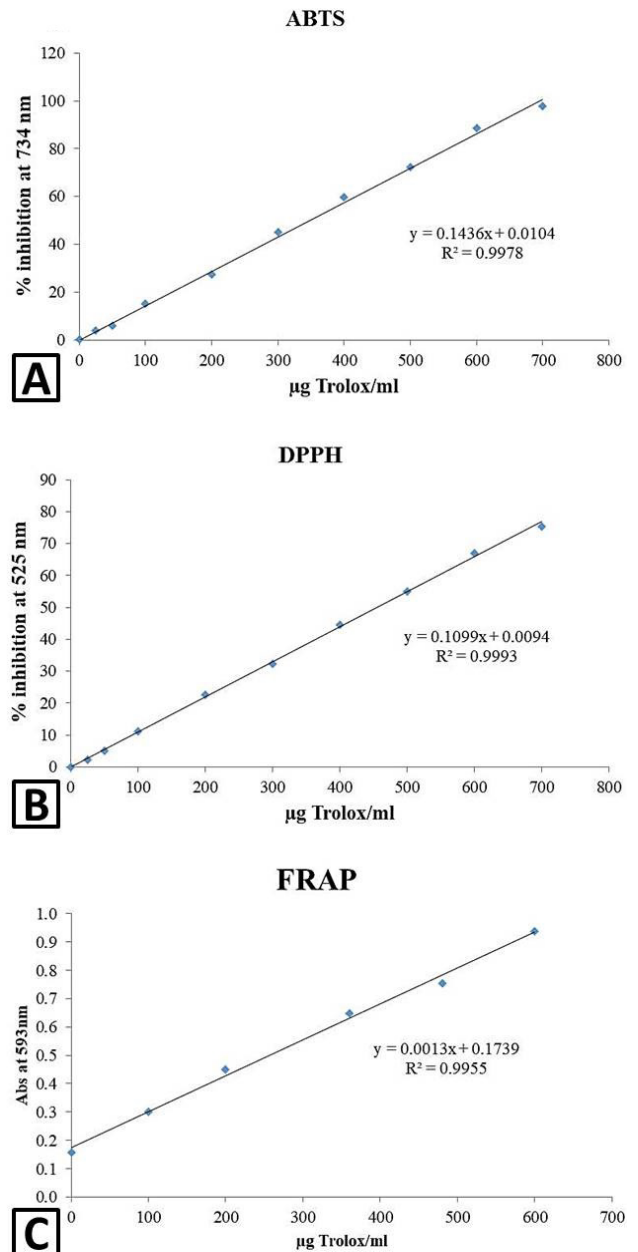 ABTS
120
100
80
60
40
20
0
% inhibition at 734 nm
y = 0.1436x + 0.0104
R² = 0.9978
0 100 200 300 400 500 600 700 800
µg Trolox/ml
A
DPPH
90
80
70
60
50
40
30
20
10
0
% inhibition at 525 nm
y = 0.1099x + 0.0094
R² = 0.9993
0 100 200 300 400 500 600 700 800
µg Trolox/ml
B
FRAP
1.0
0.9
0.8
0.7
0.6
0.5
0.4
0.3
0.2
0.1
0.0
Abs at 593nm
y = 0.0013x + 0.1739
R² = 0.9955
0 100 200 300 400 500 600 700
µg Trolox/ml
C